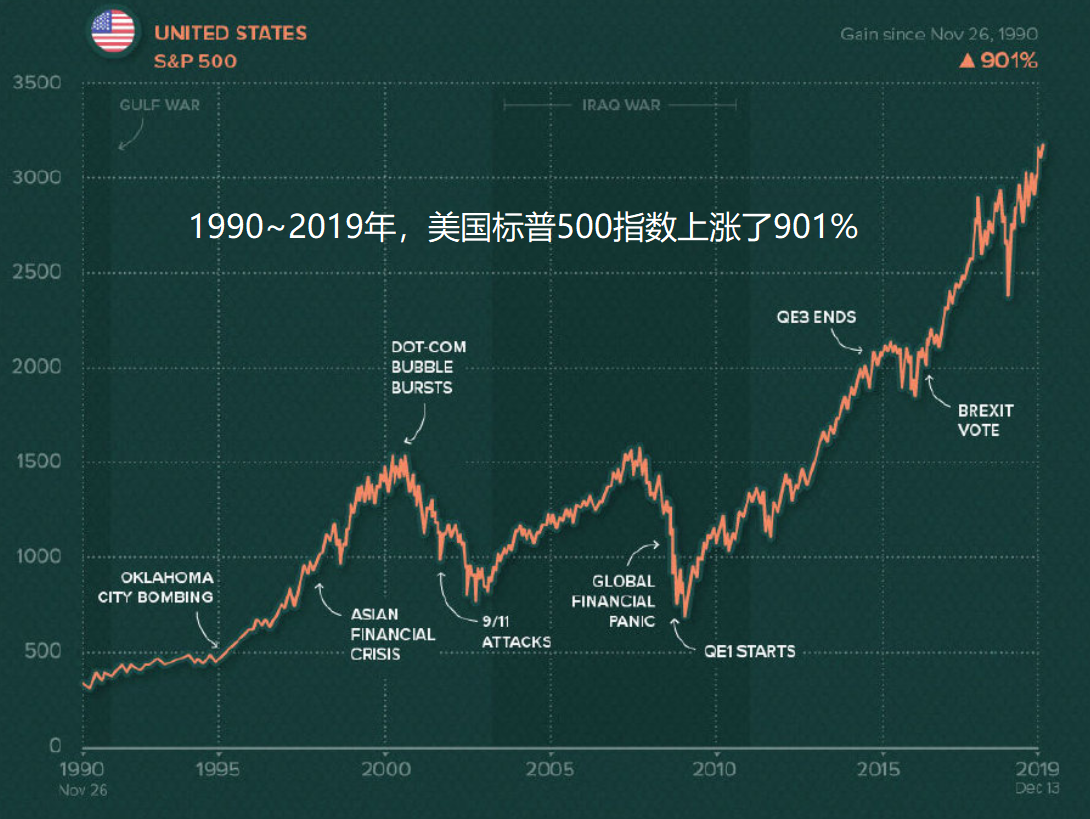 UNITED STATES
S&P 500
Gain since Nov 26, 1990
▲ 901%
3500
GULF WAR
IRAQ WAR
3000
1990~2019年，美国标普500指数上涨了901%
2500
QE3 ENDS
DOT-COM
BUBBLE
BURSTS
2000
BREXIT
VOTE
1500
1000
OKLAHOMA
CITY BOMBING
ASIAN
FINANCIAL
CRISIS
9/11
ATTACKS
GLOBAL
FINANCIAL
PANIC
QE1 STARTS
500
0
1990
1995
2000
2005
2010
2015
2019
Nov 26
Dec 13